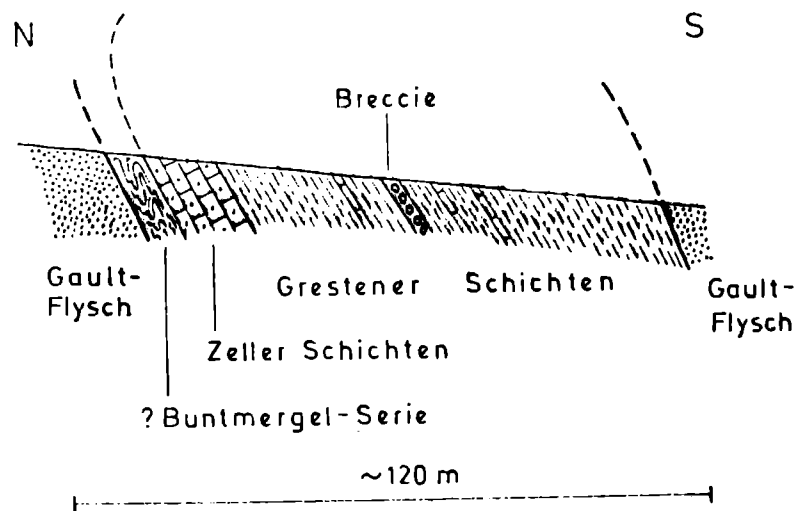 N
S
Breccie
Gault-
Flysch
Grestener Schichten
Gault-
Flysch
Zeller Schichten
? Buntmergel-Serie
~120 m